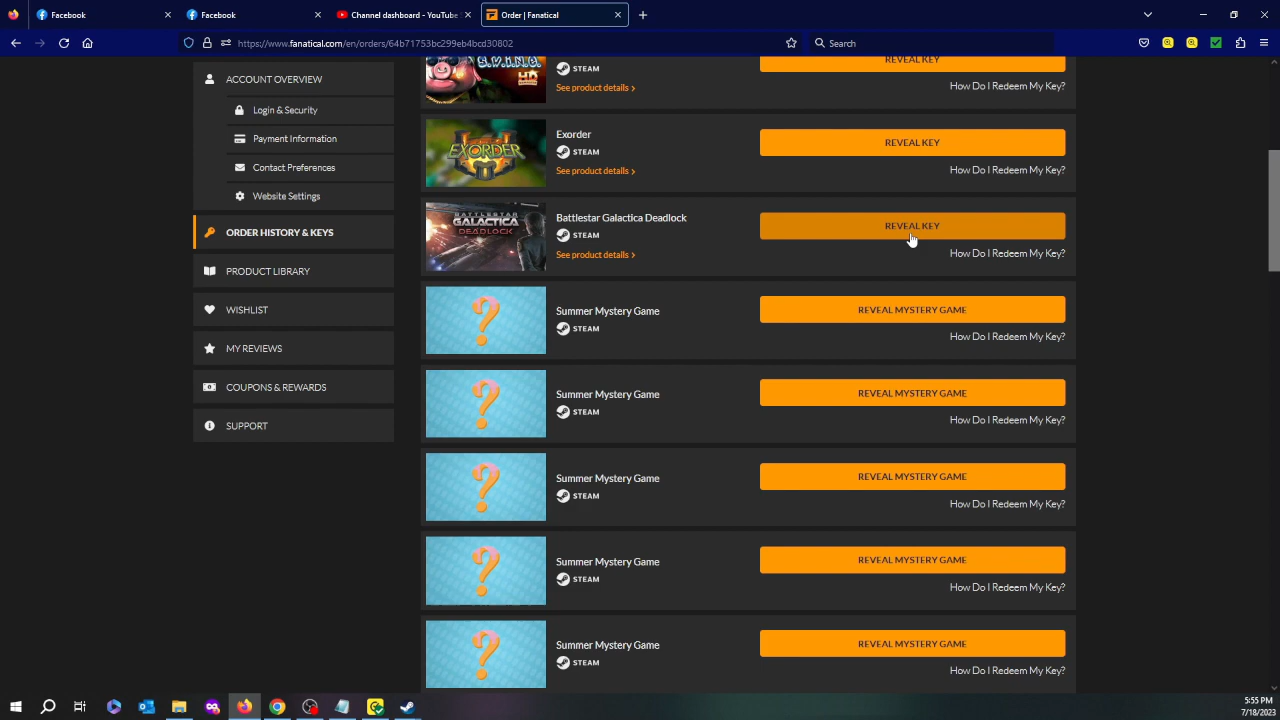 Facebook
Facebook
Channel dashboard - YouTube
Order | Fanatical
https://www.fanatical.com/en/orders/64b71753bc299eb4bcd30802
Search
ACCOUNT OVERVIEW
Login & Security
Payment Information
Contact Preferences
Website Settings
ORDER HISTORY & KEYS
PRODUCT LIBRARY
WISHLIST
MY REVIEWS
COUPONS & REWARDS
SUPPORT
HD
STEAM
See product details >
REVEAL KEY
How Do I Redeem My Key?
EXORDER
Exorder
STEAM
See product details >
REVEAL KEY
How Do I Redeem My Key?
BATTLESTAR
GALACTICA
DEADLOCK
Battlestar Galactica Deadlock
STEAM
See product details >
REVEAL KEY
How Do I Redeem My Key?
?
Summer Mystery Game
STEAM
REVEAL MYSTERY GAME
How Do I Redeem My Key?
?
Summer Mystery Game
STEAM
REVEAL MYSTERY GAME
How Do I Redeem My Key?
?
Summer Mystery Game
STEAM
REVEAL MYSTERY GAME
How Do I Redeem My Key?
?
Summer Mystery Game
STEAM
REVEAL MYSTERY GAME
How Do I Redeem My Key?
?
Summer Mystery Game
STEAM
REVEAL MYSTERY GAME
How Do I Redeem My Key?
5:55 PM
7/18/2023